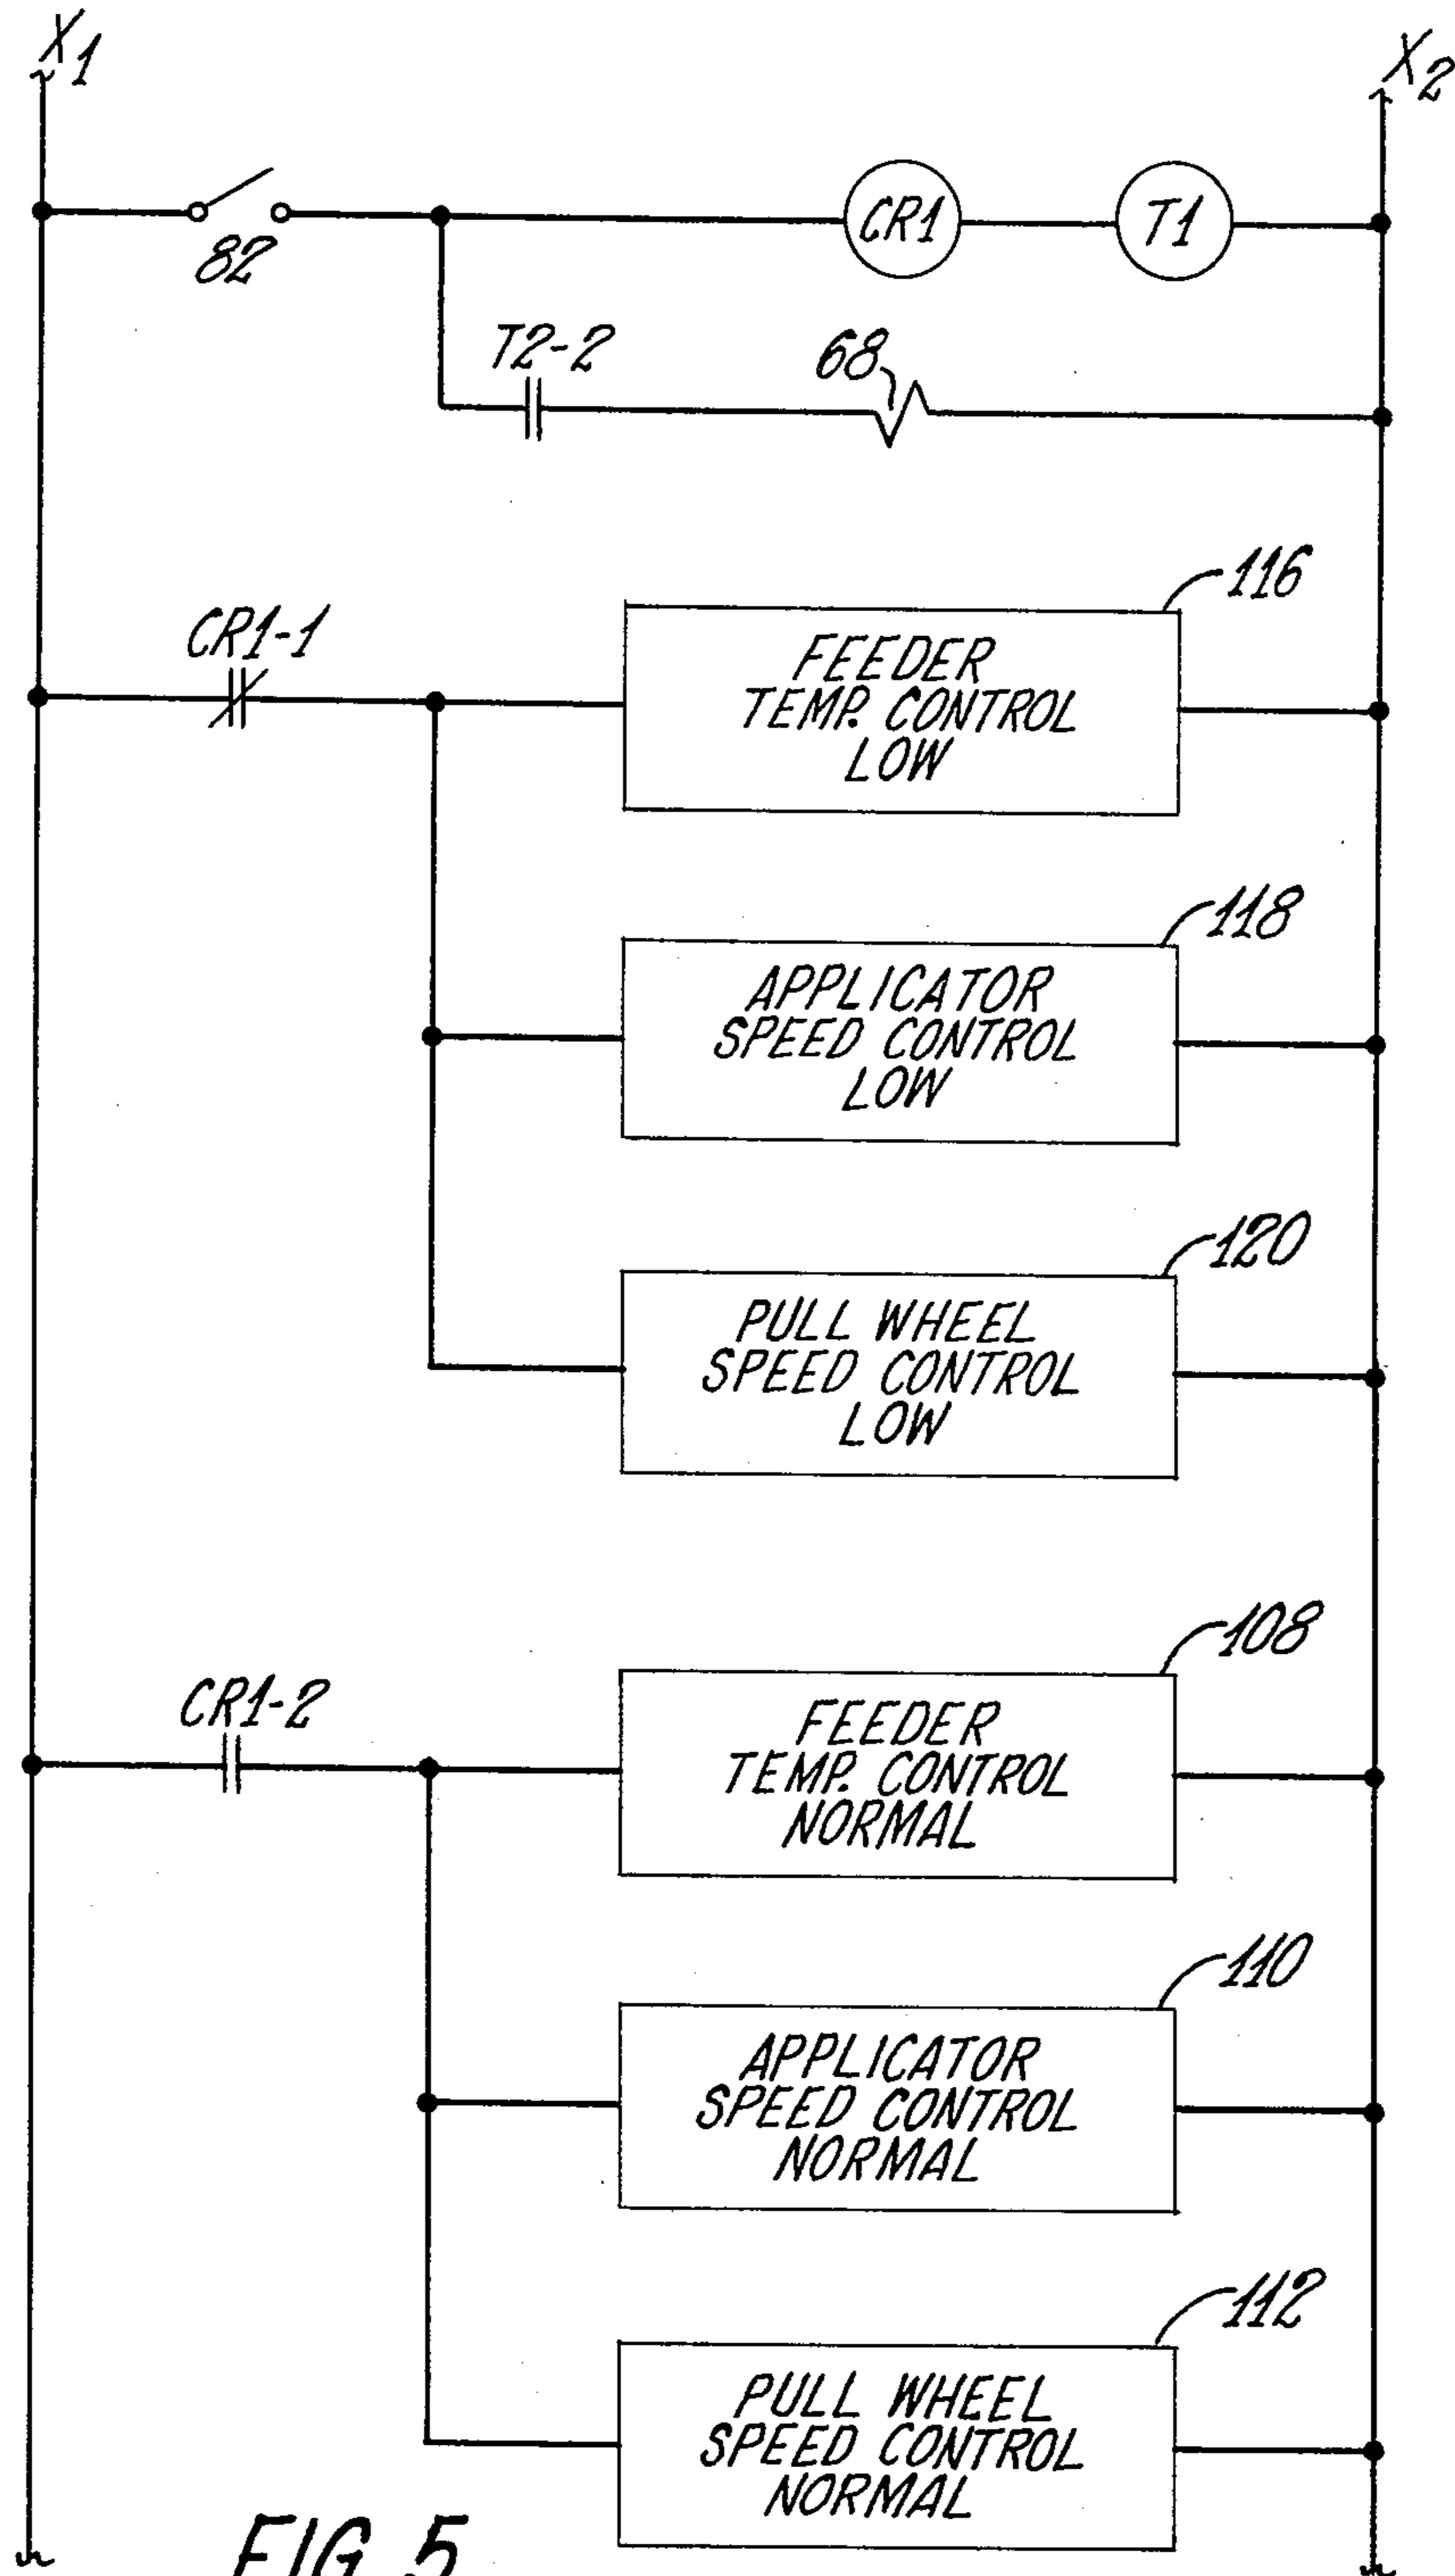 X1
X2
82
CR1
T1
T2-2
68
CR1-1
116
FEEDER
TEMP. CONTROL
LOW
118
APPLICATOR
SPEED CONTROL
LOW
120
PULL WHEEL
SPEED CONTROL
LOW
CR1-2
108
FEEDER
TEMP. CONTROL
NORMAL
110
APPLICATOR
SPEED CONTROL
NORMAL
112
PULL WHEEL
SPEED CONTROL
NORMAL
FIG. 5